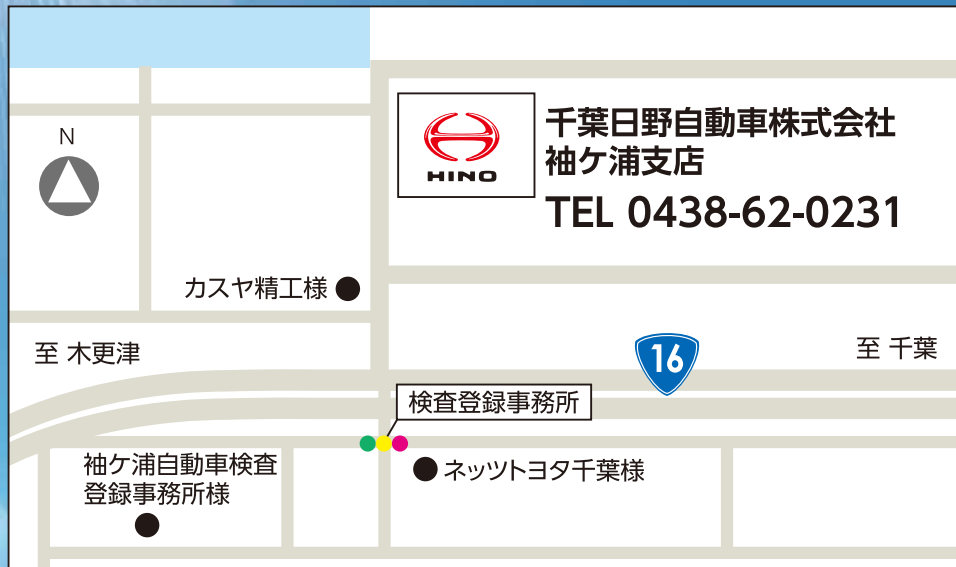 千葉日野自動車株式会社
袖ケ浦支店
TEL 0438-62-0231
HINO
N
カスヤ精工様
至 木更津
16
至 千葉
検査登録事務所
袖ケ浦自動車検査
登録事務所様
ネッツトヨタ千葉様